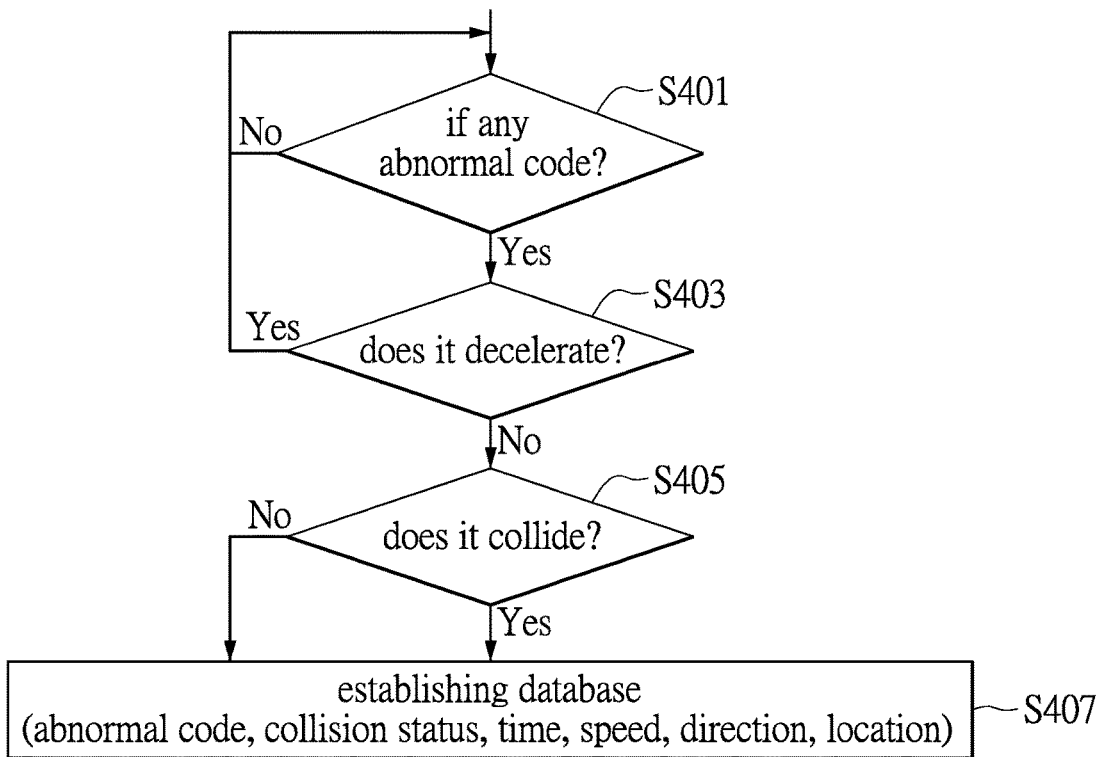 S401
if any
abnormal code?
No
Yes
S403
Yes
does it decelerate?
No
S405
No
does it collide?
Yes
establishing database
(abnormal code, collision status, time, speed, direction, location)
S407